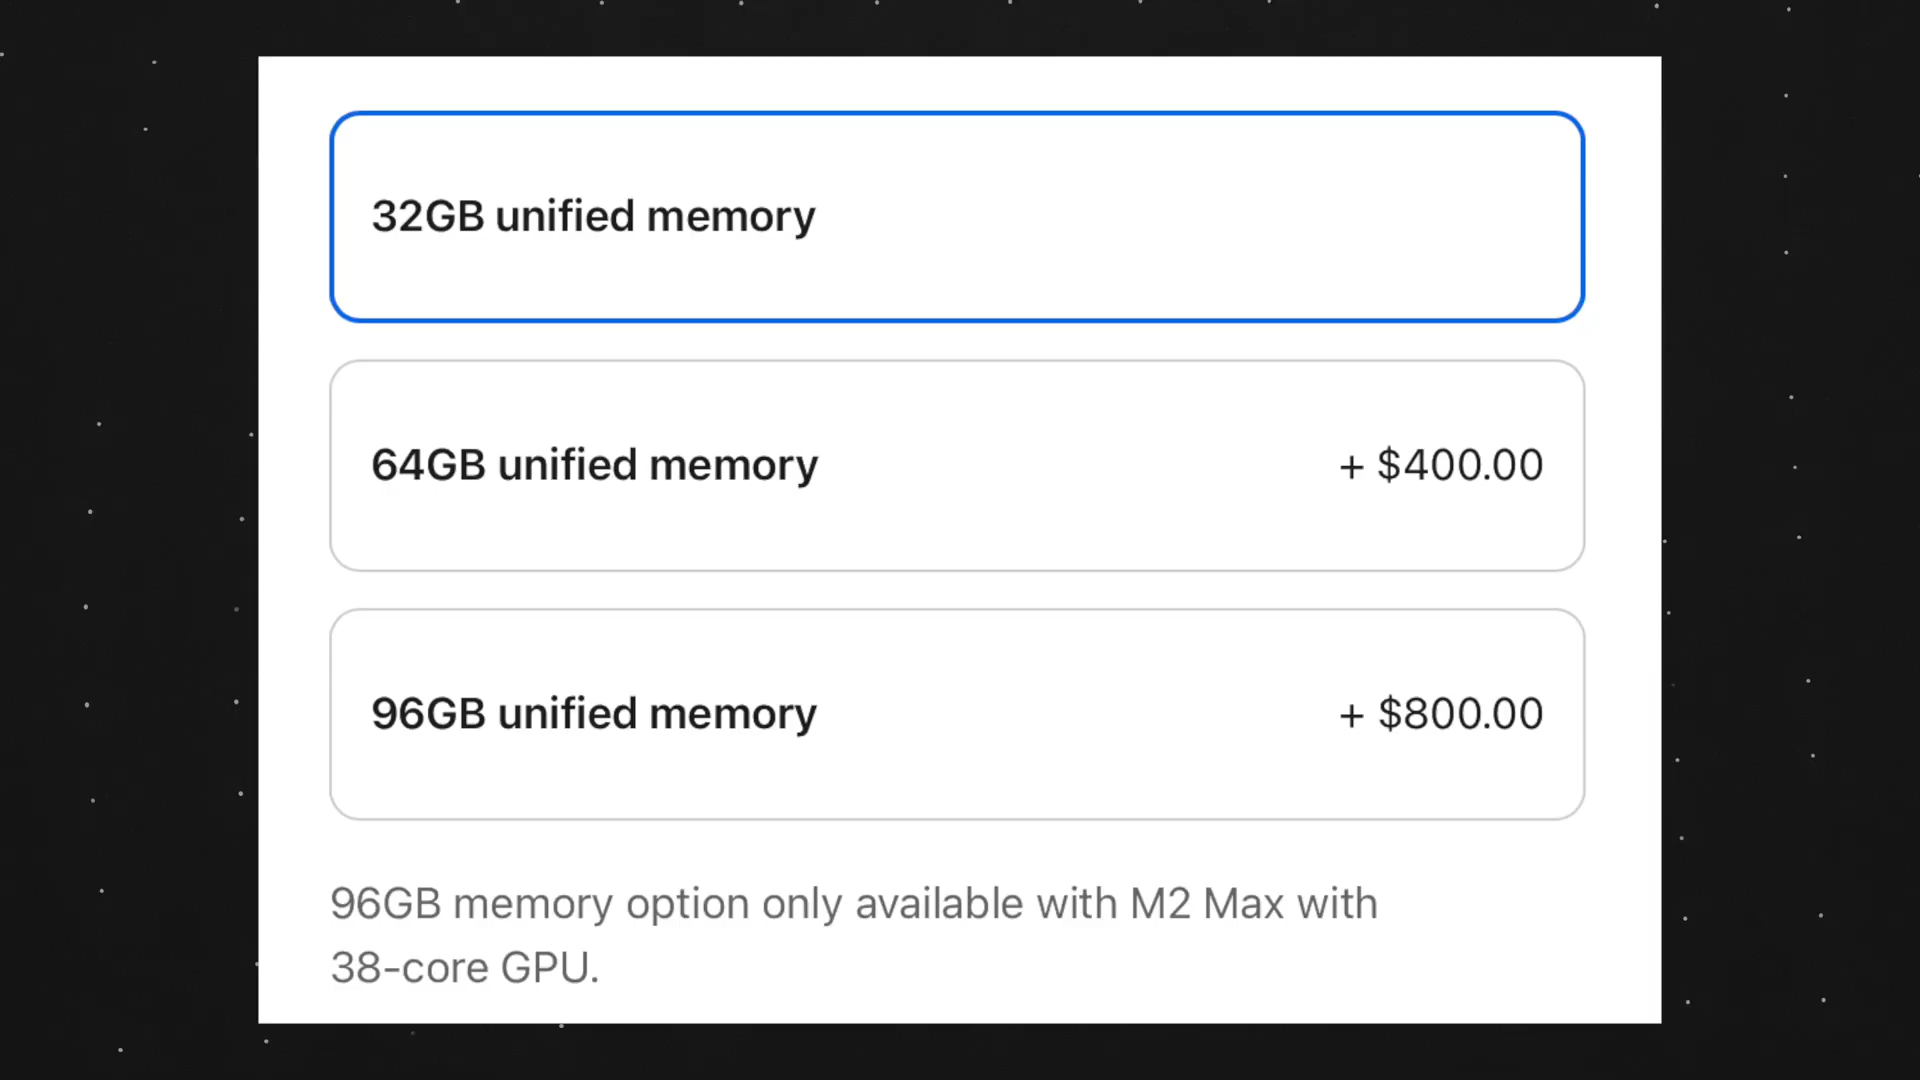 32GB unified memory
64GB unified memory + $400.00
96GB unified memory + $800.00
96GB memory option only available with M2 Max with
38-core GPU.